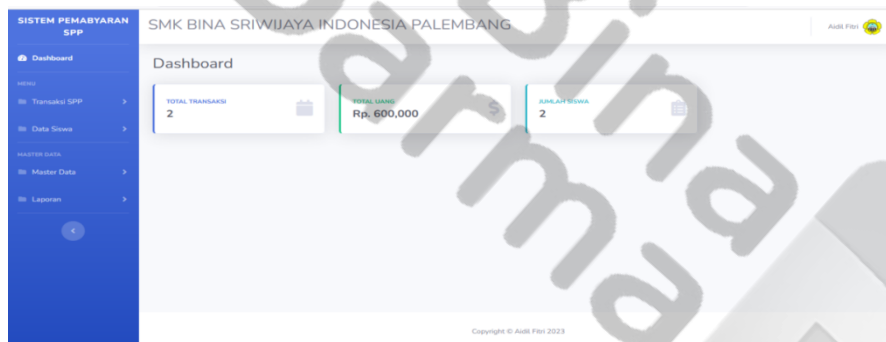 SISTEM PEMABYARAN
SPP
SMK BINA SRIWIJAYA INDONESIA PALEMBANG
Aidil Fitri
Dashboard
Dashboard
MENU
Transaksi SPP
Data Siswa
MASTER DATA
Master Data
Laporan
TOTAL TRANSAKSI
2
TOTAL UANG
Rp. 600,000
JUMLAH SISWA
2
Copyright © Aidil Fitri 2023